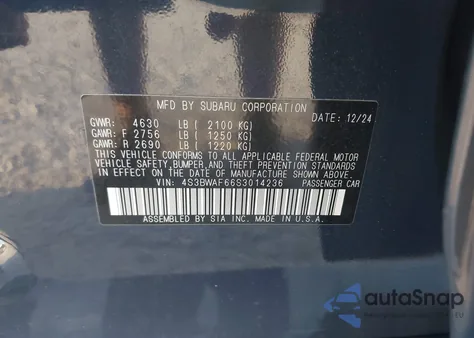 MFD BY SUBARU CORPORATION DATE: 12/24
GVWR: 4630 LB ( 2100 KG)
GAWR: F 2756 LB ( 1250 KG)
GAWR: R 2690 LB ( 1220 KG)
THIS VEHICLE CONFORMS TO ALL APPLICABLE FEDERAL MOTOR
VEHICLE SAFETY, BUMPER, AND THEFT PREVENTION STANDARDS
IN EFFECT ON THE DATE OF MANUFACTURE SHOWN ABOVE.
VIN: 4S3BWAF66S3014236 PASSENGER CAR
ASSEMBLED BY SIA INC. MADE IN U.S.A.
autoSnap